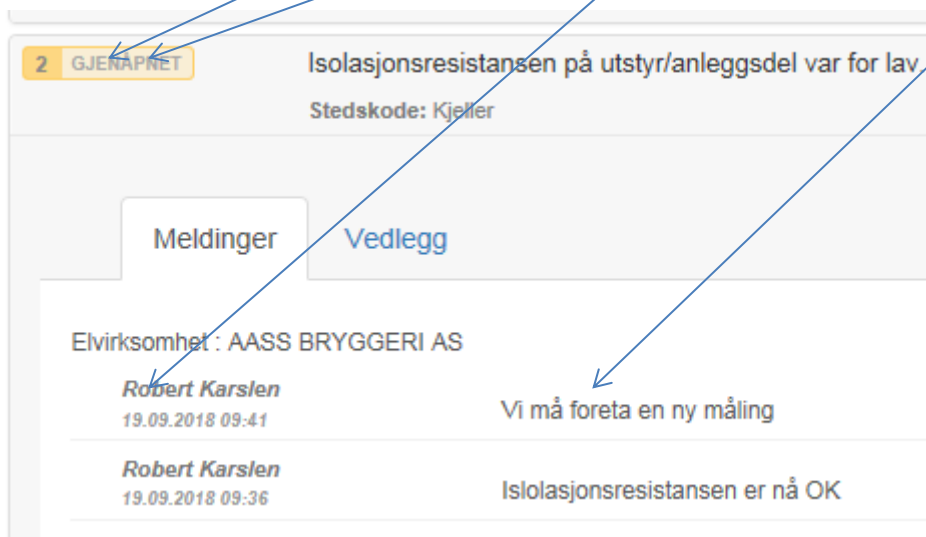 2 GJENÅPNET Isolasjonsresistansen på utstyr/anleggsdel var for lav.
Stedskode: Kjeller
Meldinger Vedlegg
Elvirksomhet : AASS BRYGGERI AS
Robert Karslen
19.09.2018 09:41 Vi må foreta en ny måling
Robert Karslen
19.09.2018 09:36 Islolasjonsresistansen er nå OK